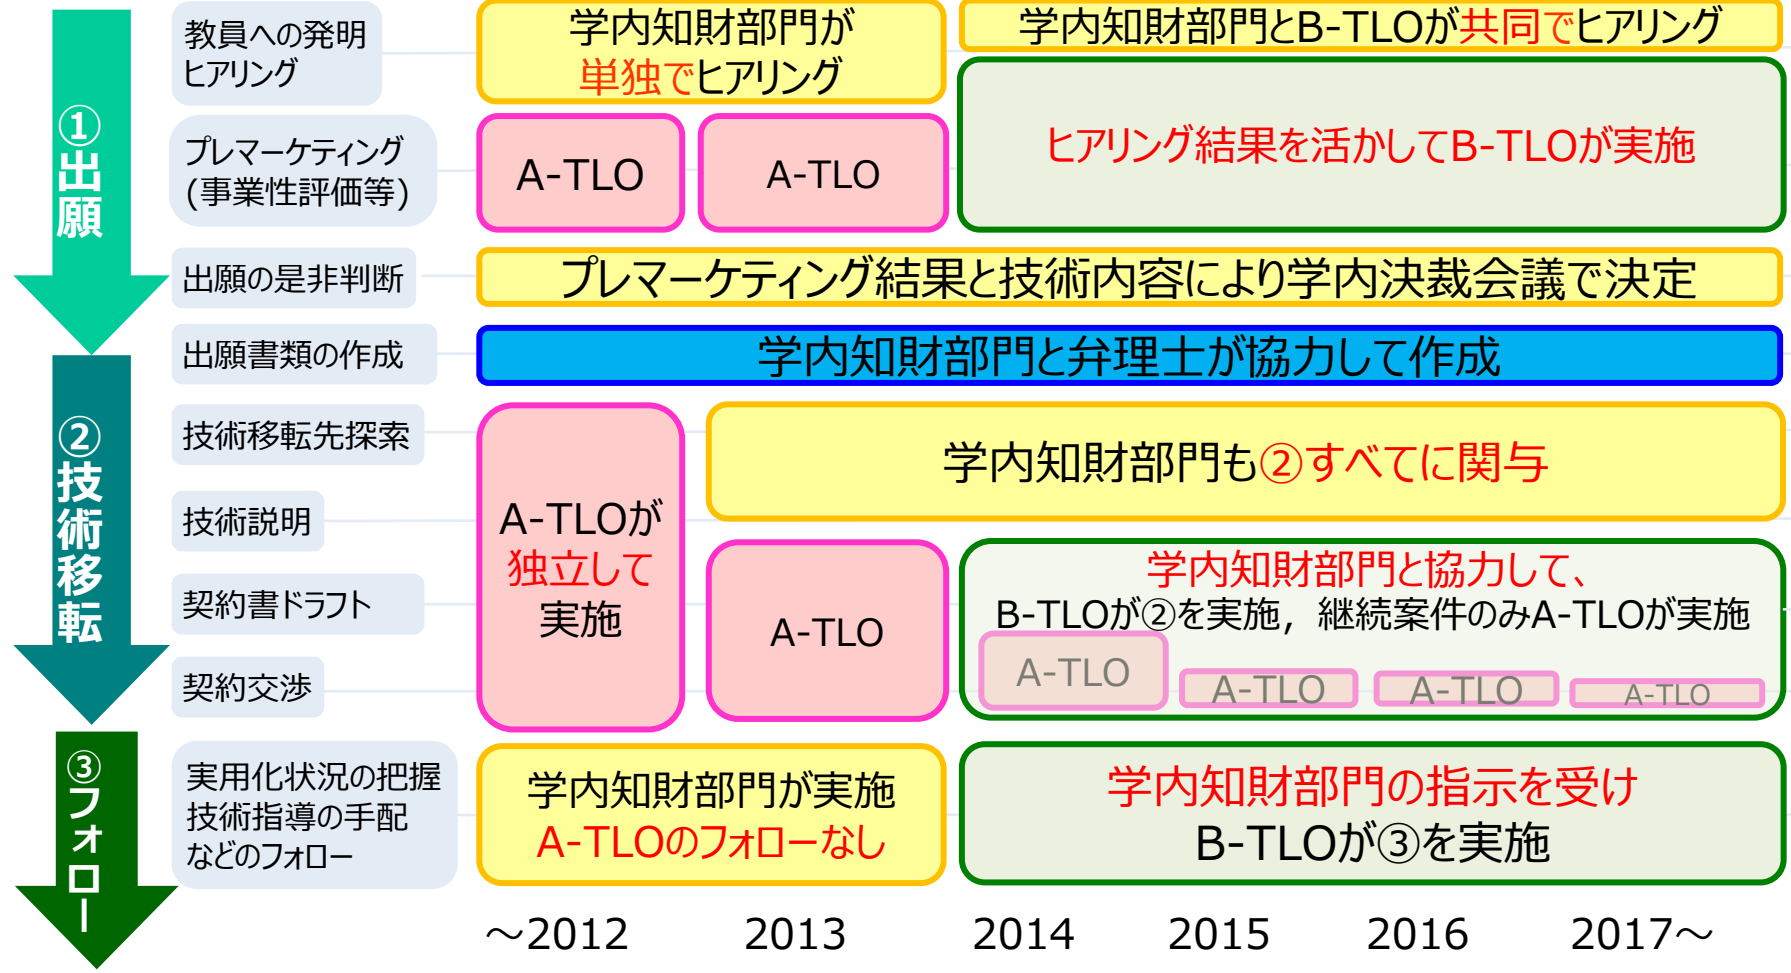 ①出願
教員への発明
ヒアリング
学内知財部門が
単独でヒアリング
学内知財部門とB-TLOが共同でヒアリング
プレマーケティング
(事業性評価等)
A-TLO
A-TLO
ヒアリング結果を活かしてB-TLOが実施
出願の是非判断
プレマーケティング結果と技術内容により学内決裁会議で決定
②技術移転
出願書類の作成
学内知財部門と弁理士が協力して作成
技術移転先探索
技術説明
契約書ドラフト
契約交渉
A-TLOが
独立して
実施
学内知財部門も②すべてに関与
A-TLO
学内知財部門と協力して、
B-TLOが②を実施，継続案件のみA-TLOが実施
A-TLO
A-TLO
A-TLO
A-TLO
③フォロー
実用化状況の把握
技術指導の手配
などのフォロー
学内知財部門が実施
A-TLOのフォローなし
学内知財部門の指示を受け
B-TLOが③を実施
～2012
2013
2014
2015
2016
2017～